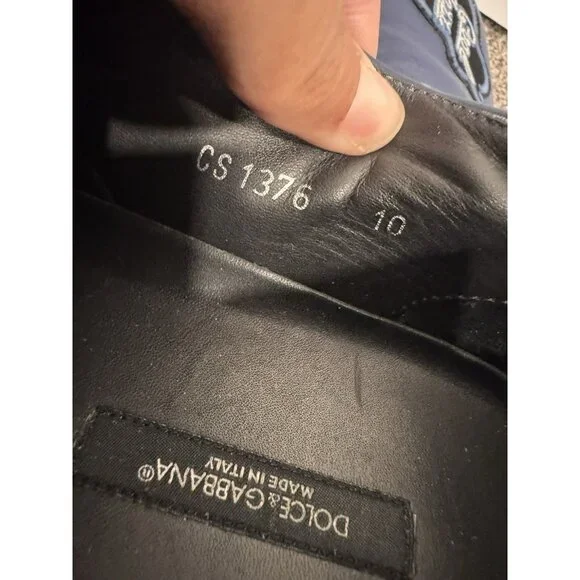 CS 1376 10
DOLCE & GABBANA®
MADE IN ITALY